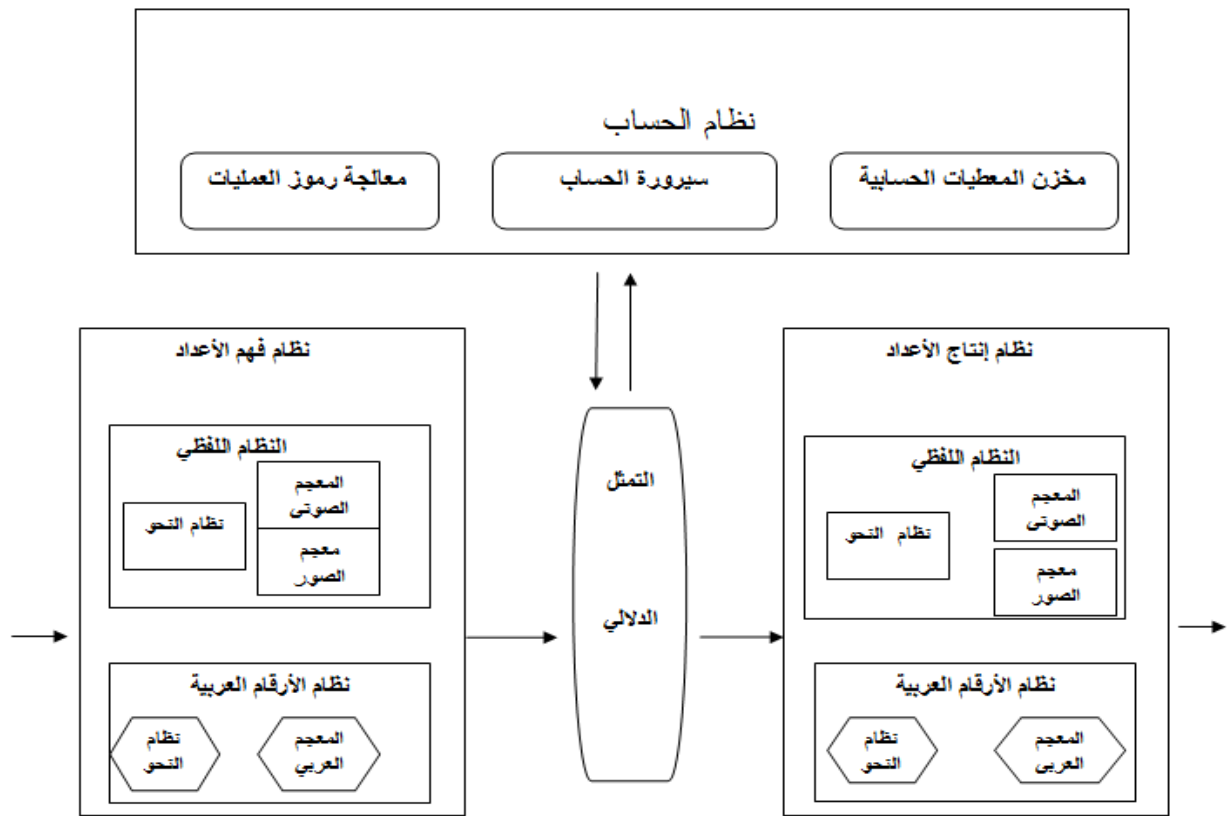 نظام الحساب
مخزن المعطيات الحسابية
سيرورة الحساب
معالجة رموز العمليات
نظام إنتاج الأعداد
النظام اللفظي
المعجم
الصوتي
نظام النحو
معجم
الصور
نظام الأرقام العربية
المعجم
العربي
نظام
النحو
التمثل
الدلالي
نظام فهم الأعداد
النظام اللفظي
المعجم
الصوتي
نظام النحو
معجم
الصور
نظام الأرقام العربية
المعجم
العربي
نظام
النحو